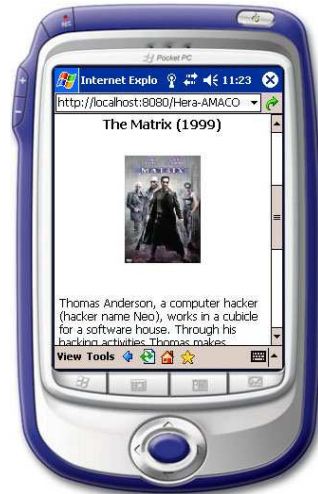 Pocket PC
Internet Explo 11:23
http://localhost:8080/Hera-AMACO
The Matrix (1999)
MATRIX
Thomas Anderson, a computer hacker
(hacker name Neo), works in a cubicle
for a software house. Through his
hacking activities Thomas makes
View Tools